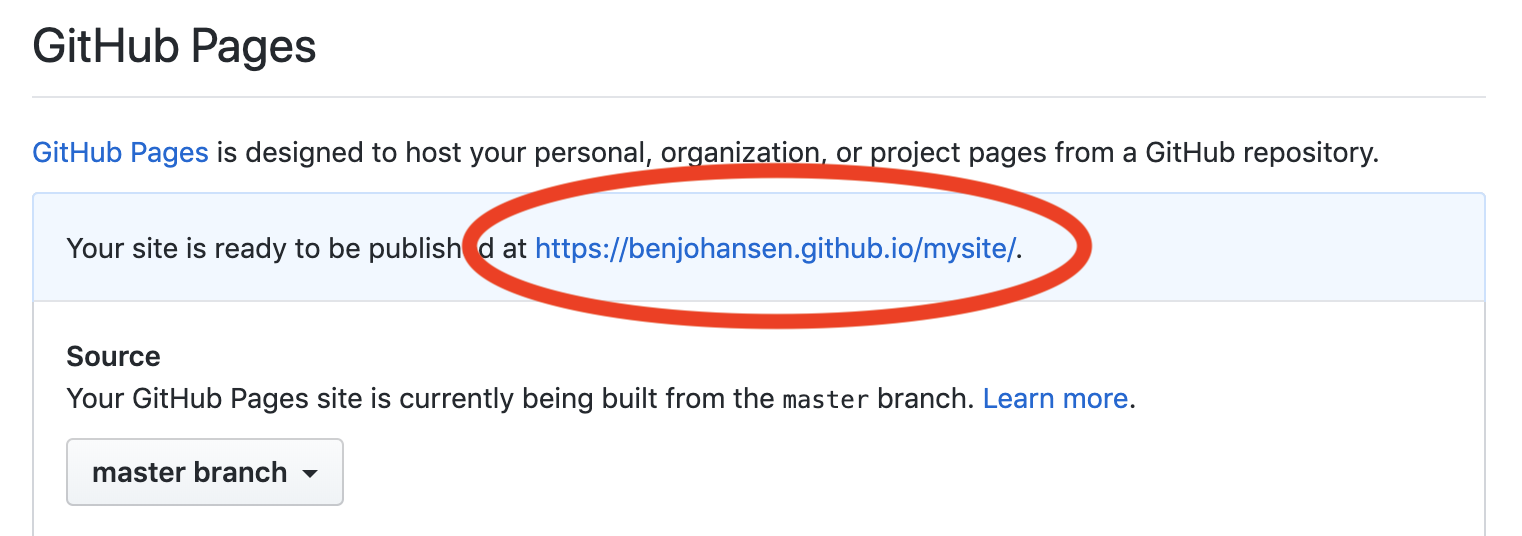 GitHub Pages
GitHub Pages is designed to host your personal, organization, or project pages from a GitHub repository.
Your site is ready to be published at https://benjohansen.github.io/mysite/.
Source
Your GitHub Pages site is currently being built from the master branch. Learn more.
master branch